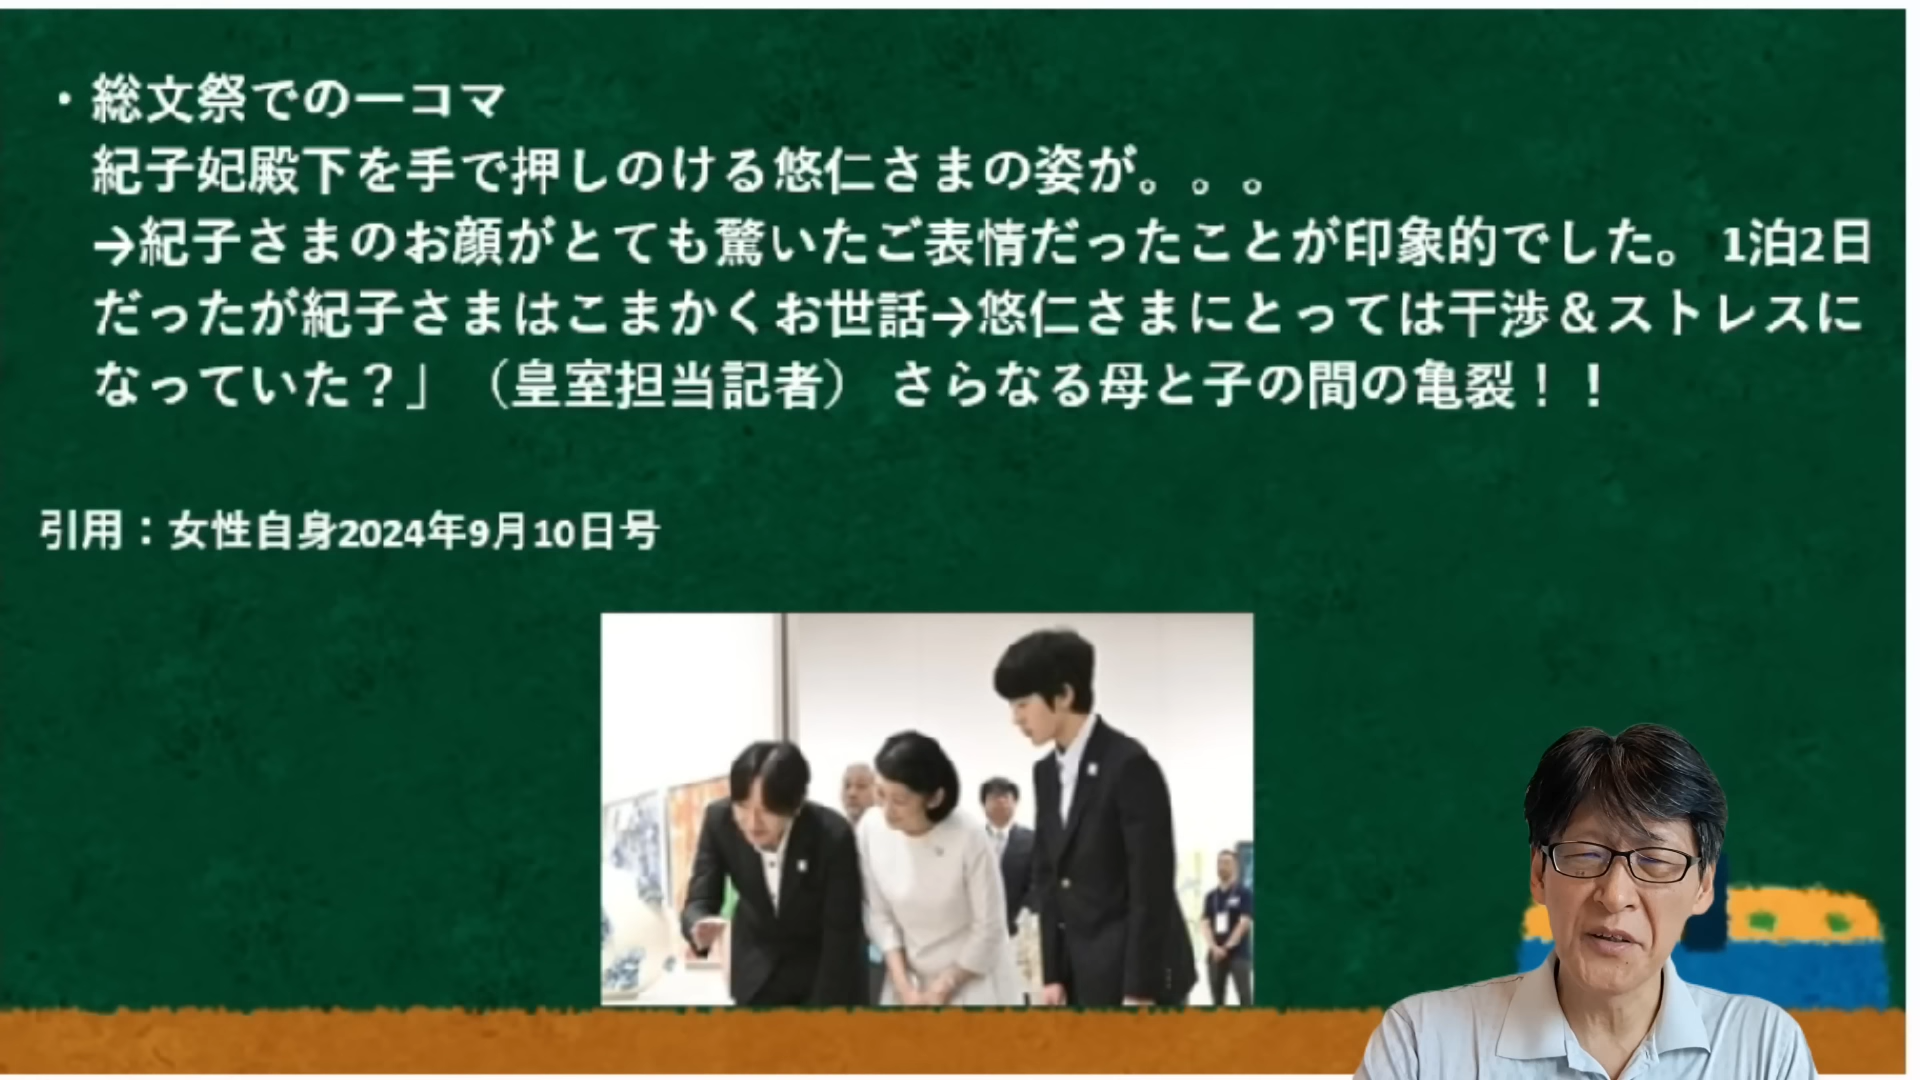 ・総文祭での一コマ
紀子妃殿下を手で押しのける悠仁さまの姿が。。。
→紀子さまのお顔がとても驚いたご表情だったことが印象的でした。 1泊2日
だったが紀子さまはこまかくお世話→悠仁さまにとっては干渉＆ストレスに
なっていた？」（皇室担当記者） さらなる母と子の間の亀裂！！
引用：女性自身2024年9月10日号